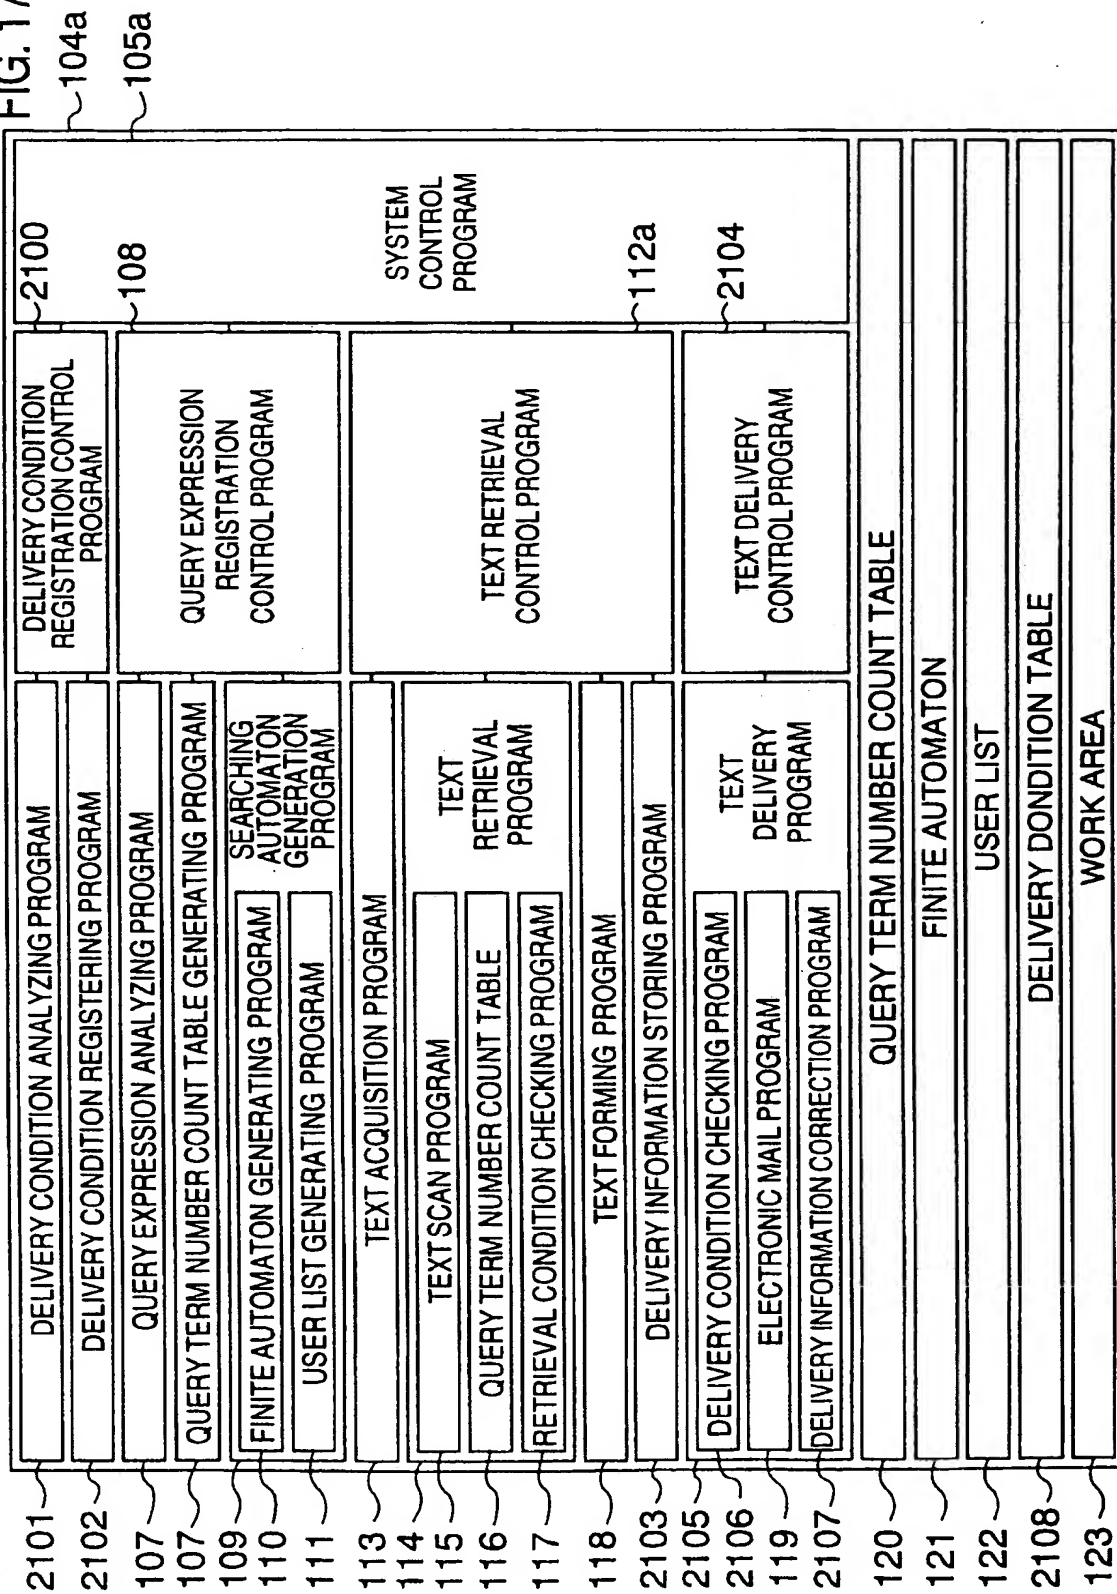 FIG. 17
104a
105a
2100
108
SYSTEM
CONTROL
PROGRAM
112a
2104
DELIVERY CONDITION
REGISTRATION CONTROL
PROGRAM
QUERY EXPRESSION
REGISTRATION
CONTROL PROGRAM
TEXT RETRIEVAL
CONTROL PROGRAM
TEXT DELIVERY
CONTROL PROGRAM
2101
DELIVERY CONDITION ANALYZING PROGRAM
2102
DELIVERY CONDITION REGISTERING PROGRAM
107
QUERY EXPRESSION ANALYZING PROGRAM
107
QUERY TERM NUMBER COUNT TABLE GENERATING PROGRAM
109
SEARCHING
AUTOMATON
GENERATION
PROGRAM
110
FINITE AUTOMATON GENERATING PROGRAM
111
USER LIST GENERATING PROGRAM
113
TEXT ACQUISITION PROGRAM
114
TEXT
RETRIEVAL
PROGRAM
115
TEXT SCAN PROGRAM
116
QUERY TERM NUMBER COUNT TABLE
117
RETRIEVAL CONDITION CHECKING PROGRAM
118
TEXT FORMING PROGRAM
2103
DELIVERY INFORMATION STORING PROGRAM
2105
TEXT
DELIVERY
PROGRAM
2106
DELIVERY CONDITION CHECKING PROGRAM
119
ELECTRONIC MAIL PROGRAM
2107
DELIVERY INFORMATION CORRECTION PROGRAM
120
QUERY TERM NUMBER COUNT TABLE
121
FINITE AUTOMATON
122
USER LIST
2108
DELIVERY DONDITION TABLE
123
WORK AREA